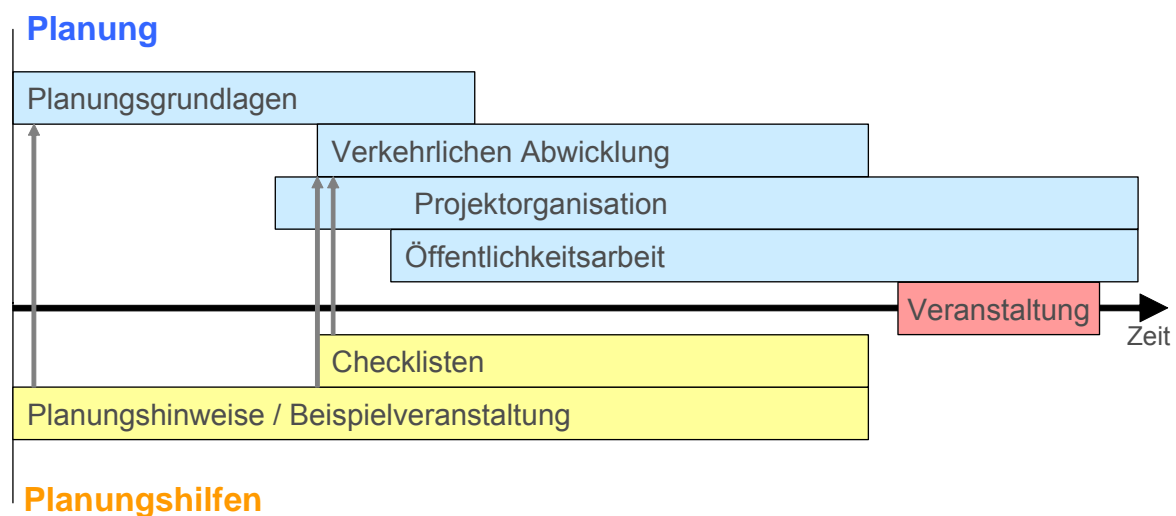 Planung
Planungsgrundlagen
Verkehrlichen Abwicklung
Projektorganisation
Öffentlichkeitsarbeit
Veranstaltung
Zeit
Checklisten
Planungshinweise / Beispielveranstaltung
Planungshilfen